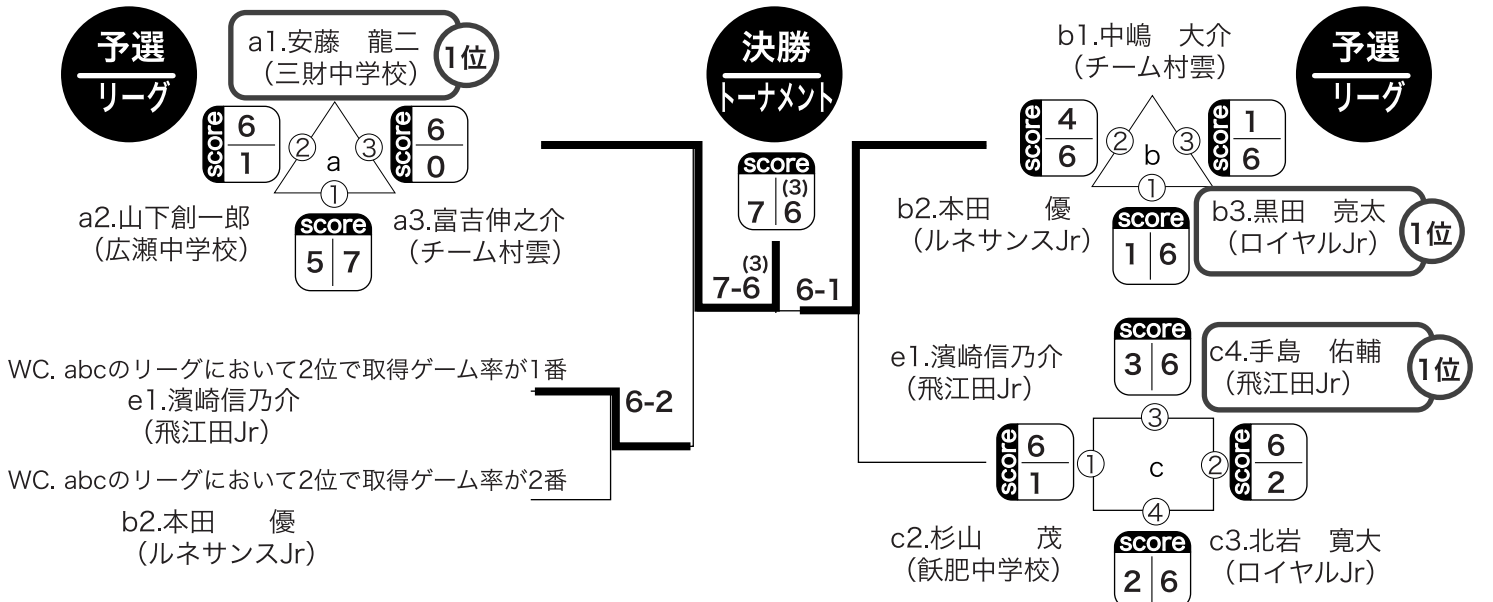 予選
リーグ
a1.安藤　龍二
（三財中学校）
1位
score
6
1
②
③
a
①
score
6
0
a2.山下創一郎
（広瀬中学校）
score
5 7
a3.富吉伸之介
（チーム村雲）
決勝
トーナメント
score
7 6(3)
7-6(3)
6-1
b1.中嶋　大介
（チーム村雲）
予選
リーグ
score
4
6
②
③
b
①
score
1
6
b2.本田　　優
（ルネサンスJr）
score
1 6
b3.黒田　亮太
（ロイヤルJr）
1位
WC. abcのリーグにおいて2位で取得ゲーム率が1番
e1.濱崎信乃介
（飛江田Jr）
6-2
WC. abcのリーグにおいて2位で取得ゲーム率が2番
b2.本田　　優
（ルネサンスJr）
e1.濱崎信乃介
（飛江田Jr）
score
3 6
c4.手島　佑輔
（飛江田Jr）
1位
score
6
1
③
①
c
②
④
score
6
2
c2.杉山　　茂
（飫肥中学校）
score
2 6
c3.北岩　寛大
（ロイヤルJr）